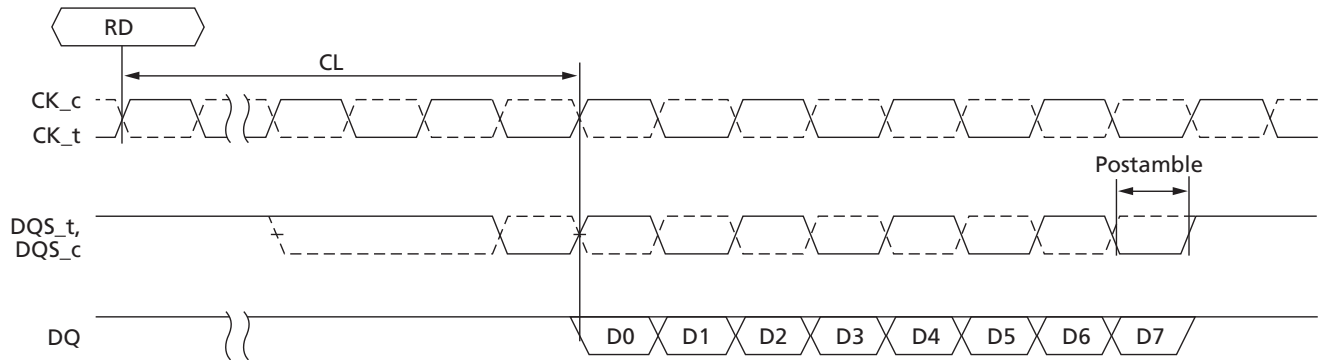 RD
CL
CK_c
CK_t
Postamble
DQS_t,
DQS_c
DQ D0 D1 D2 D3 D4 D5 D6 D7